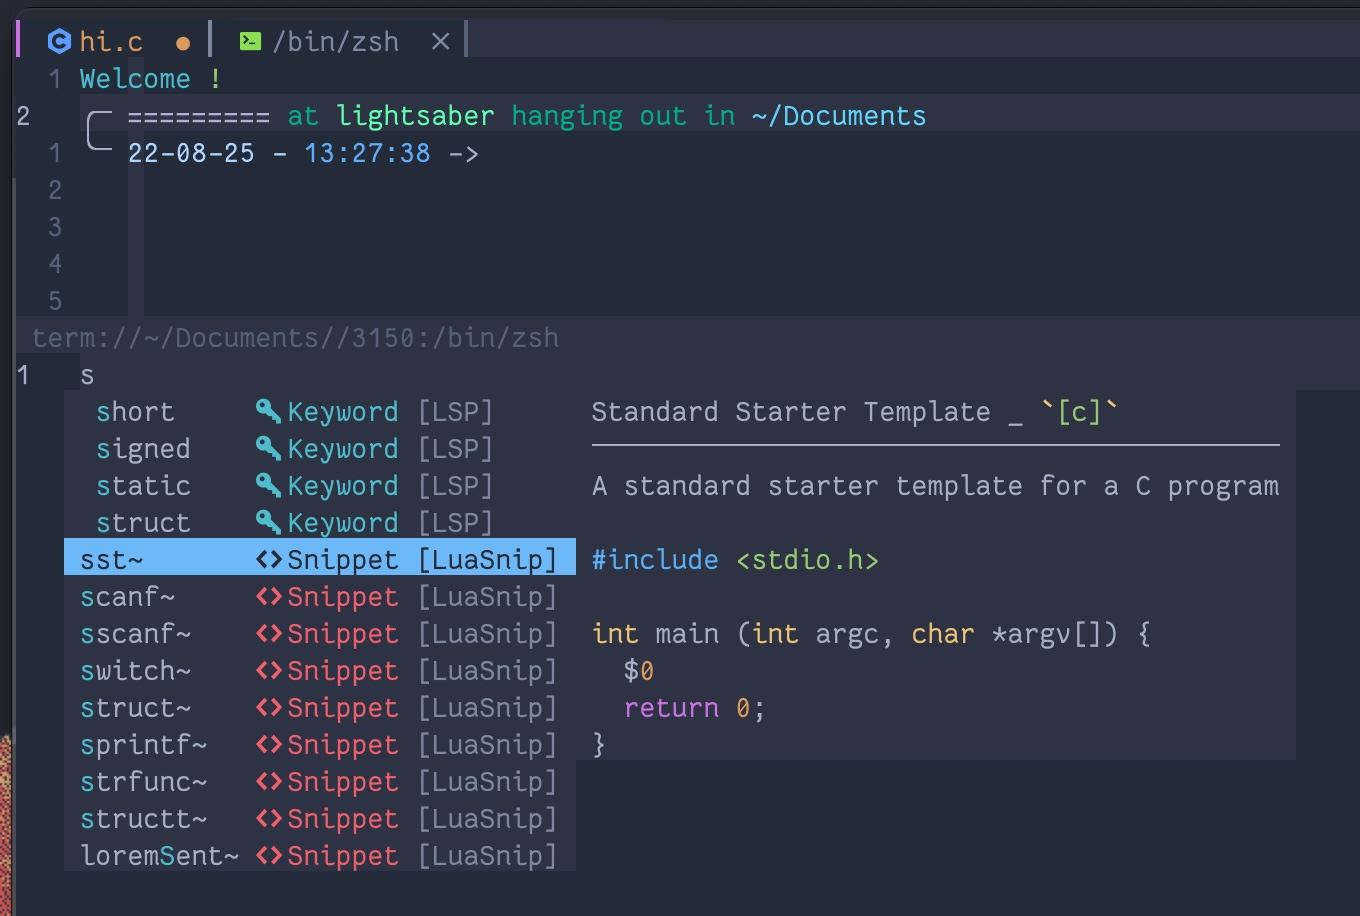 hi.c ● /bin/zsh ×
1 Welcome !
2 ========= at lightsaber hanging out in ~/Documents
1 22-08-25 - 13:27:38 ->
2
3
4
5
term://~/Documents//3150:/bin/zsh
1 s
short Keyword [LSP] Standard Starter Template _ `[c]`
signed Keyword [LSP]
static Keyword [LSP] A standard starter template for a C program
struct Keyword [LSP]
sst~ <>Snippet [LuaSnip] #include <stdio.h>
scanf~ <>Snippet [LuaSnip]
sscanf~ <>Snippet [LuaSnip] int main (int argc, char *argv[]) {
switch~ <>Snippet [LuaSnip] $0
struct~ <>Snippet [LuaSnip] return 0;
sprintf~ <>Snippet [LuaSnip] }
strfunc~ <>Snippet [LuaSnip]
structt~ <>Snippet [LuaSnip]
loremSent~ <>Snippet [LuaSnip]